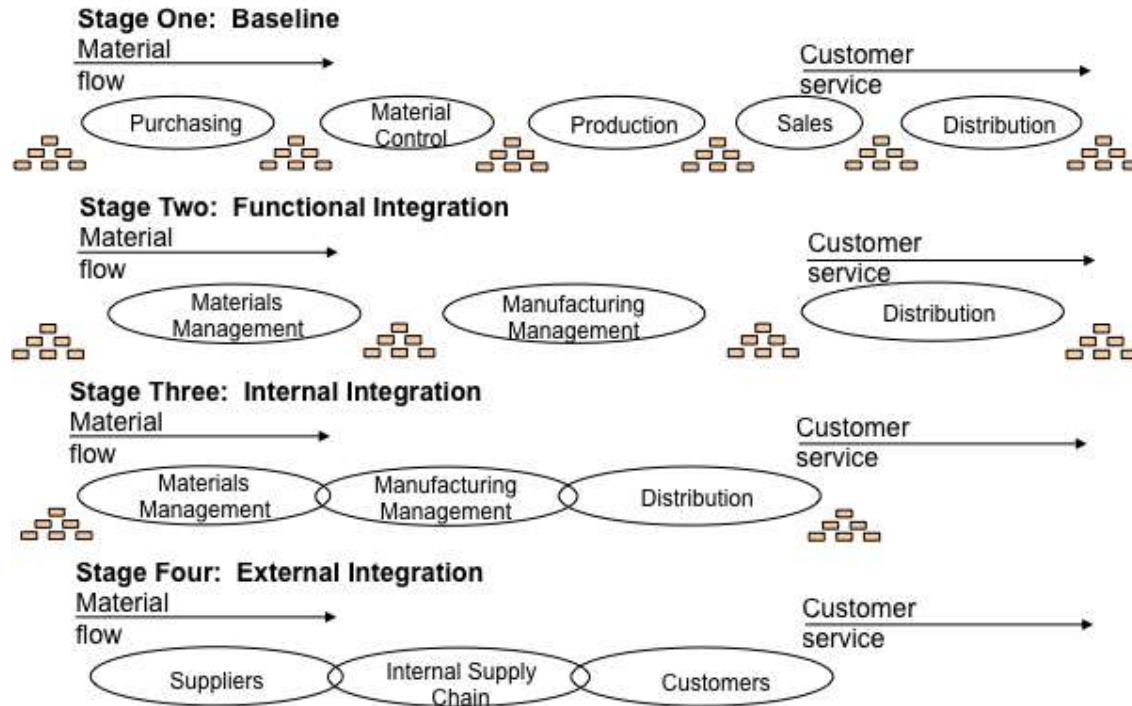 Stage One: Baseline
Material
flow
Customer
service
Purchasing
Material
Control
Production
Sales
Distribution
Stage Two: Functional Integration
Material
flow
Customer
service
Materials
Management
Manufacturing
Management
Distribution
Stage Three: Internal Integration
Material
flow
Customer
service
Materials
Management
Manufacturing
Management
Distribution
Stage Four: External Integration
Material
flow
Customer
service
Suppliers
Internal Supply
Chain
Customers